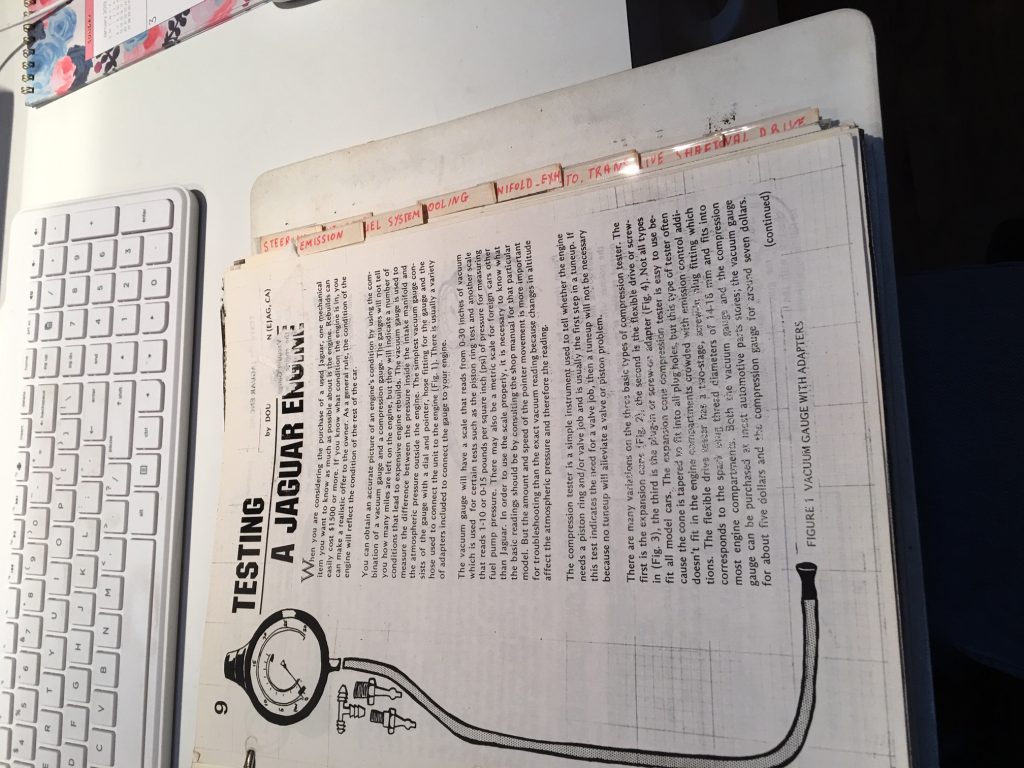 STEER
EMISSION
UEL SYSTEM
OOLING
NIFOLD_EXH
TO. TRAN
IVE SHAFT
VAL DRIVE
9
TESTING
A JAGUAR ENGINE
by DOU N (EJAG, CA)
When you are considering the purchase of a used Jaguar, one mechanical
item you want to know as much as possible about is the engine. Rebuilds can
easily cost $1500 or more. If you know what condition the engine is in, you
can make a realistic offer to the owner. As a general rule, the condition of the
engine will reflect the condition of the rest of the car.
You can obtain an accurate picture of an engine's condition by using the com-
bination of a vacuum gauge and a compression gauge. The gauges will not tell
you how many miles are left on the engine, but they will indicate a number of
conditions that lead to expensive engine rebuilds. The vacuum gauge is used to
measure the difference between the pressure inside the intake manifold and
the atmospheric pressure outside the engine. The simplest vacuum gauge con-
sists of the gauge with a dial and pointer, hose fitting for the gauge and the
hose used to connect the unit to the engine (Fig. 1). There is usually a variety
of adapters included to connect the gauge to your engine.
The vacuum gauge will have a scale that reads from 0-30 inches of vacuum
which is used for certain tests such as the piston ring test and another scale
that reads 1-10 or 0-15 pounds per square inch (psi) of pressure for measuring
fuel pump pressure. There may also be a metric scale for foreign cars other
than Jaguar. In order to use the scale properly, it is necessary to know what
the basic readings should be by consulting the shop manual for that particular
model. But the amount and speed of the pointer movement is more important
for troubleshooting than the exact vacuum reading because changes in altitude
affect the atmospheric pressure and therefore the reading.
The compression tester is a simple instrument used to tell whether the engine
needs a piston ring and/or valve job and is usually the first step in a tuneup. If
this test indicates the need for a valve job, then a tuneup will not be necessary
because no tuneup will alleviate a valve or piston problem.
There are many variations on the three basic types of compression tester. The
first is the expansion cone (Fig. 2), the second is the flexible drive or screw-
in (Fig. 3), the third is the plug-in or screw-on adapter (Fig. 4). Not all types
fit all model cars. The expansion cone compression tester is easy to use be-
cause the cone is tapered to fit into all plug holes, but this type of tester often
doesn't fit in the engine compartments crowded with emission control addi-
tions. The flexible drive tester has a two-stage, screw-in plug fitting which
corresponds to the spark plug thread diameters of 14-16 mm and fits into
most engine compartments. Both the vacuum gauge and the compression
gauge can be purchased at most automotive parts stores; the vacuum gauge
for about five dollars and the compression gauge for around seven dollars.
(continued)
FIGURE 1 VACUUM GAUGE WITH ADAPTERS